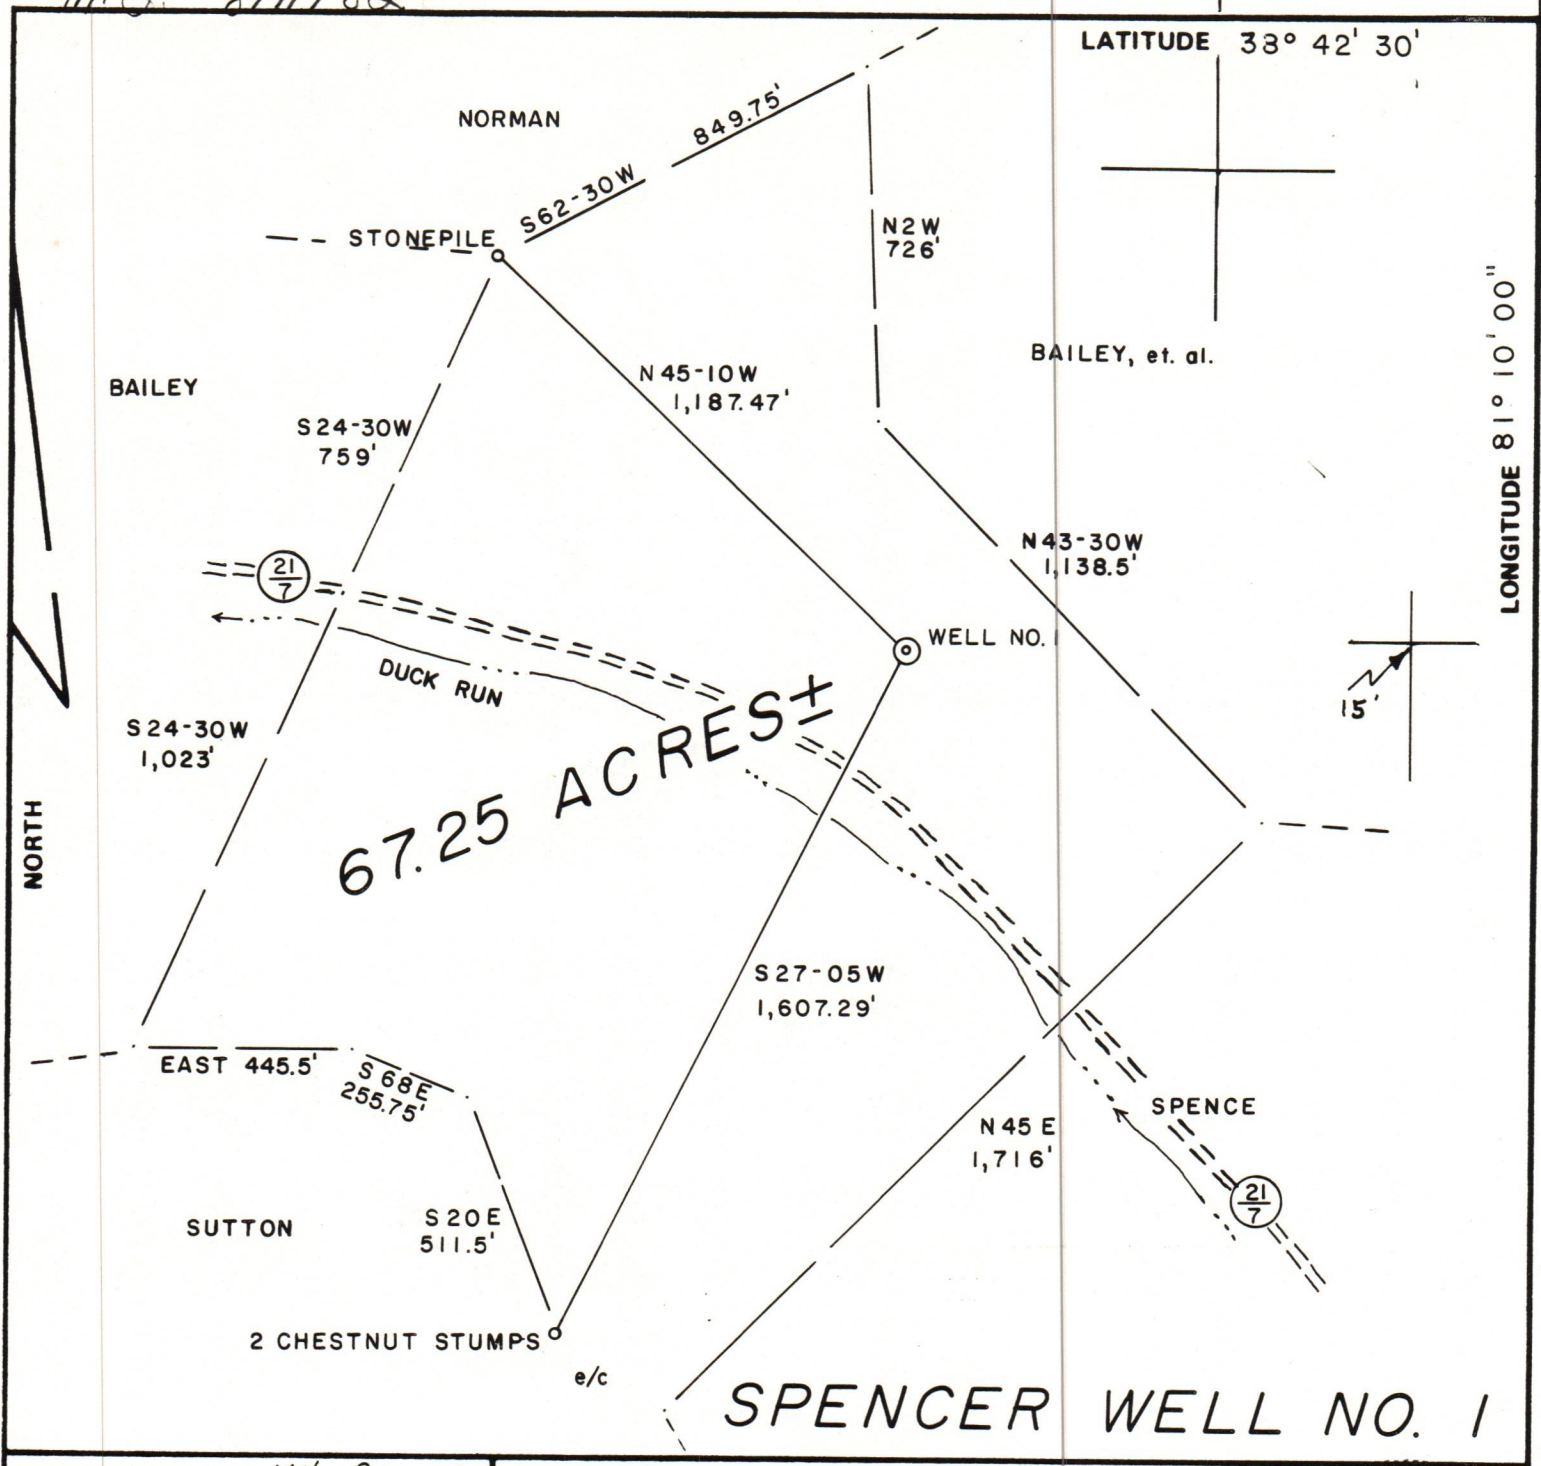 LATITUDE 38° 42' 30'
NORMAN
849.75'
S62-30W
STONEPILE
N2W
726'
LONGITUDE 81° 10' 00"
BAILEY, et. al.
BAILEY
N45-10W
1,187.47'
S24-30W
759'
N43-30W
1,138.5'
21
7
WELL NO. 1
DUCK RUN
15'
S24-30W
1,023'
67.25 ACRES±
NORTH
S27-05W
1,607.29'
EAST 445.5'
S 68E
255.75'
SPENCE
N45E
1,716'
21
7
SUTTON
S20E
511.5'
2 CHESTNUT STUMPS
e/c
SPENCER WELL NO. 1